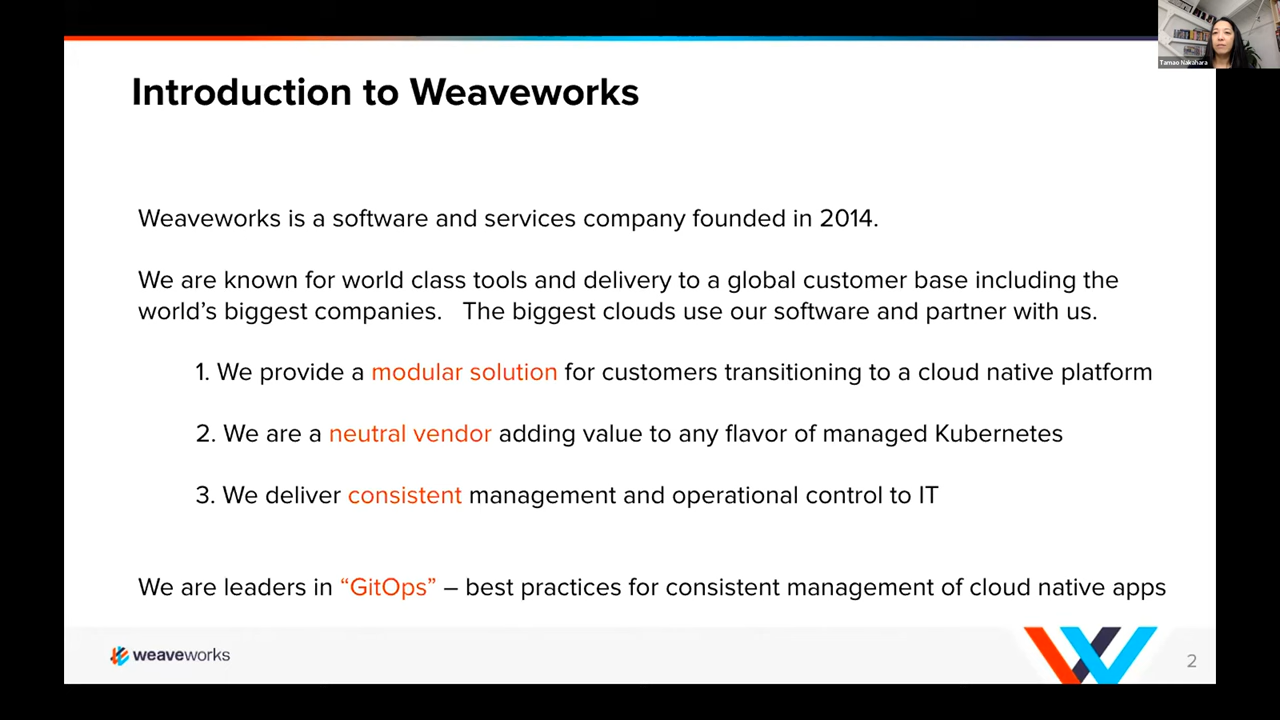 Introduction to Weaveworks
Tamao Nakahara
Weaveworks is a software and services company founded in 2014.
We are known for world class tools and delivery to a global customer base including the
world’s biggest companies.   The biggest clouds use our software and partner with us.
1. We provide a modular solution for customers transitioning to a cloud native platform
2. We are a neutral vendor adding value to any flavor of managed Kubernetes
3. We deliver consistent management and operational control to IT
We are leaders in “GitOps” – best practices for consistent management of cloud native apps
weaveworks
2